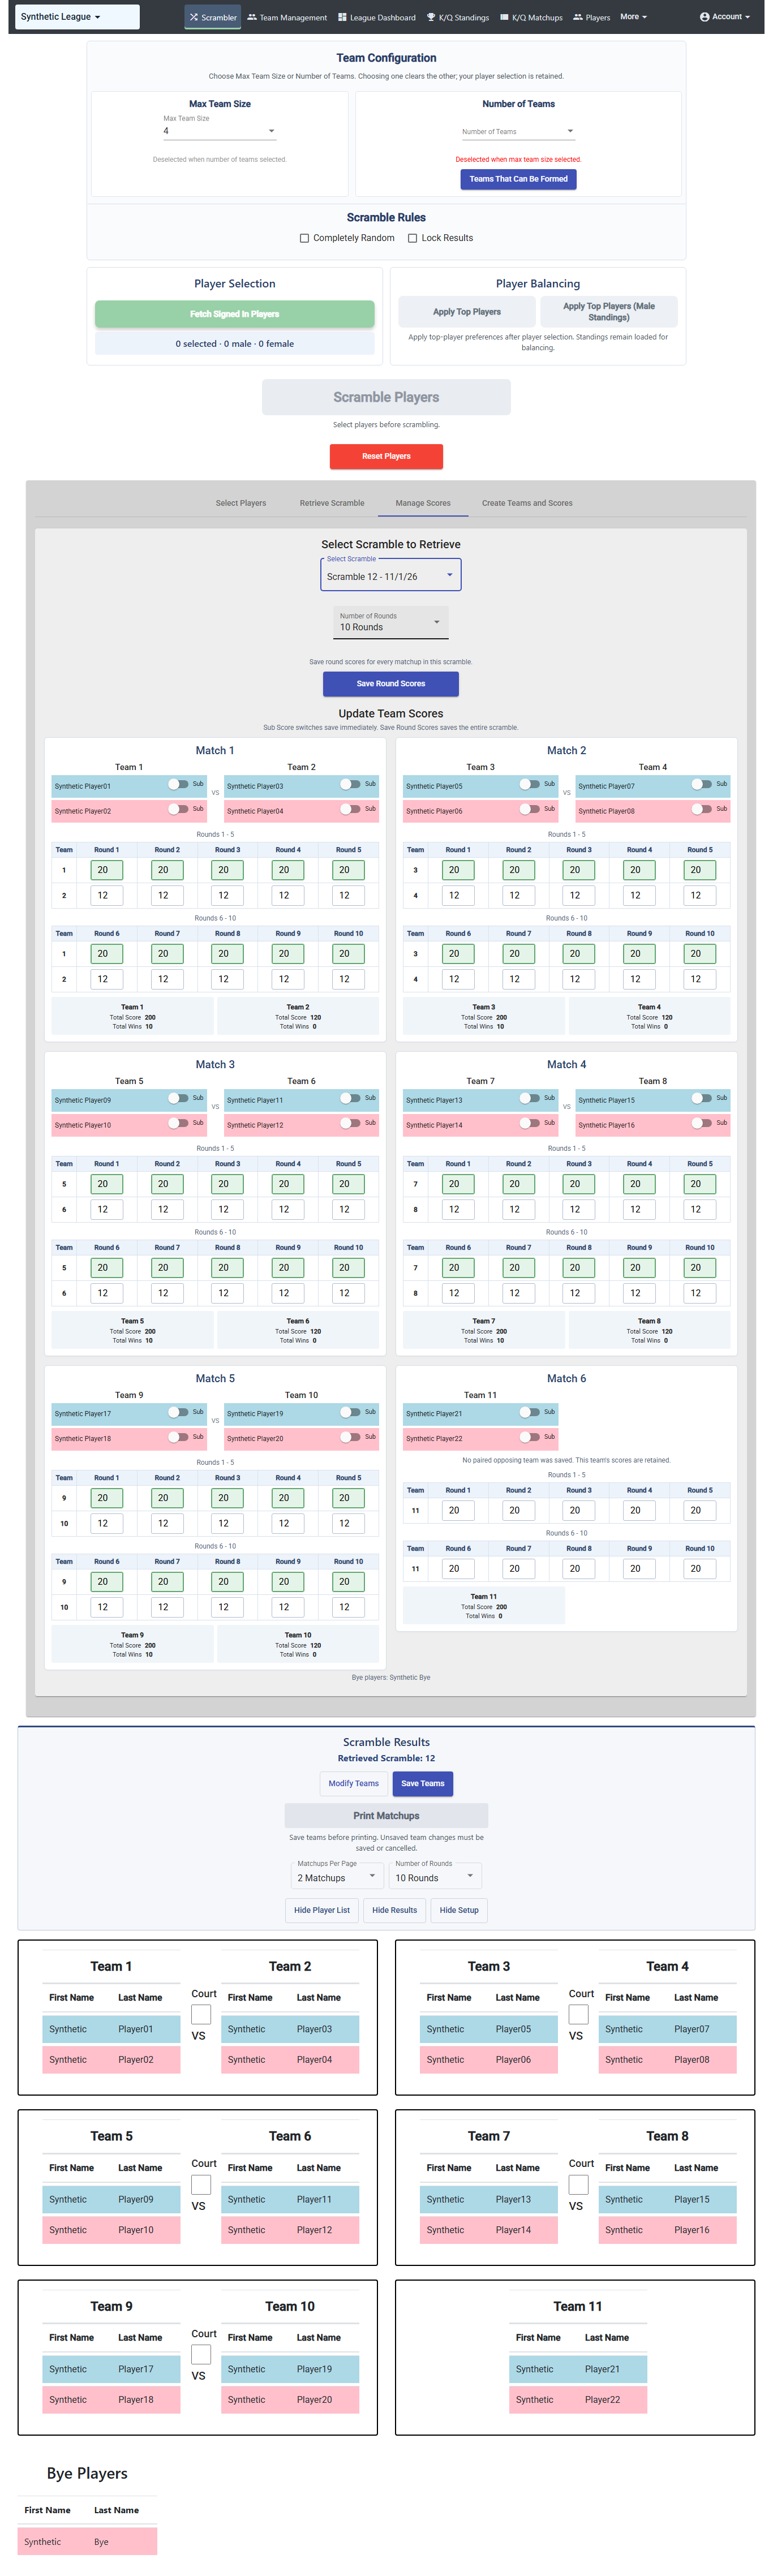 Synthetic League
Scrambler Team Management League Dashboard K/Q Standings K/Q Matchups Players More Account
Team Configuration
Choose Max Team Size or Number of Teams. Choosing one clears the other; your player selection is retained.
Max Team Size Number of Teams
Max Team Size
4 Number of Teams
Deselected when number of teams selected. Deselected when max team size selected.
Teams That Can Be Formed
Scramble Rules
Completely Random Lock Results
Player Selection Player Balancing
Fetch Signed In Players Apply Top Players Apply Top Players (Male
Standings)
0 selected · 0 male · 0 female Apply top-player preferences after player selection. Standings remain loaded for
balancing.
Scramble Players
Select players before scrambling.
Reset Players
Select Players Retrieve Scramble Manage Scores Create Teams and Scores
Select Scramble to Retrieve
Select Scramble
Scramble 12 - 11/1/26
Number of Rounds
10 Rounds
Save round scores for every matchup in this scramble.
Save Round Scores
Update Team Scores
Sub Score switches save immediately. Save Round Scores saves the entire scramble.
Match 1 Match 2
Team 1 Team 2 Team 3 Team 4
Synthetic Player01 Sub Synthetic Player03 Sub Synthetic Player05 Sub Synthetic Player07 Sub
VS VS
Synthetic Player02 Sub Synthetic Player04 Sub Synthetic Player06 Sub Synthetic Player08 Sub
Rounds 1 - 5 Rounds 1 - 5
Team Round 1 Round 2 Round 3 Round 4 Round 5 Team Round 1 Round 2 Round 3 Round 4 Round 5
1 20 20 20 20 20 3 20 20 20 20 20
2 12 12 12 12 12 4 12 12 12 12 12
Rounds 6 - 10 Rounds 6 - 10
Team Round 6 Round 7 Round 8 Round 9 Round 10 Team Round 6 Round 7 Round 8 Round 9 Round 10
1 20 20 20 20 20 3 20 20 20 20 20
2 12 12 12 12 12 4 12 12 12 12 12
Team 1 Team 2 Team 3 Team 4
Total Score 200 Total Score 120 Total Score 200 Total Score 120
Total Wins 10 Total Wins 0 Total Wins 10 Total Wins 0
Match 3 Match 4
Team 5 Team 6 Team 7 Team 8
Synthetic Player09 Sub Synthetic Player11 Sub Synthetic Player13 Sub Synthetic Player15 Sub
VS VS
Synthetic Player10 Sub Synthetic Player12 Sub Synthetic Player14 Sub Synthetic Player16 Sub
Rounds 1 - 5 Rounds 1 - 5
Team Round 1 Round 2 Round 3 Round 4 Round 5 Team Round 1 Round 2 Round 3 Round 4 Round 5
5 20 20 20 20 20 7 20 20 20 20 20
6 12 12 12 12 12 8 12 12 12 12 12
Rounds 6 - 10 Rounds 6 - 10
Team Round 6 Round 7 Round 8 Round 9 Round 10 Team Round 6 Round 7 Round 8 Round 9 Round 10
5 20 20 20 20 20 7 20 20 20 20 20
6 12 12 12 12 12 8 12 12 12 12 12
Team 5 Team 6 Team 7 Team 8
Total Score 200 Total Score 120 Total Score 200 Total Score 120
Total Wins 10 Total Wins 0 Total Wins 10 Total Wins 0
Match 5 Match 6
Team 9 Team 10 Team 11
Synthetic Player17 Sub Synthetic Player19 Sub Synthetic Player21 Sub
VS
Synthetic Player18 Sub Synthetic Player20 Sub Synthetic Player22 Sub
Rounds 1 - 5 No paired opposing team was saved. This team's scores are retained.
Team Round 1 Round 2 Round 3 Round 4 Round 5 Rounds 1 - 5
9 20 20 20 20 20 Team Round 1 Round 2 Round 3 Round 4 Round 5
10 12 12 12 12 12 11 20 20 20 20 20
Rounds 6 - 10 Rounds 6 - 10
Team Round 6 Round 7 Round 8 Round 9 Round 10 Team Round 6 Round 7 Round 8 Round 9 Round 10
9 20 20 20 20 20 11 20 20 20 20 20
10 12 12 12 12 12 Team 11
Team 9 Team 10 Total Score 200
Total Score 200 Total Score 120 Total Wins 0
Total Wins 10 Total Wins 0
Bye players: Synthetic Bye
Scramble Results
Retrieved Scramble: 12
Modify Teams Save Teams
Print Matchups
Save teams before printing. Unsaved team changes must be
saved or cancelled.
Matchups Per Page Number of Rounds
2 Matchups 10 Rounds
Hide Player List Hide Results Hide Setup
Team 1 Team 2 Team 3 Team 4
Court Court
First Name Last Name First Name Last Name First Name Last Name First Name Last Name
Synthetic Player01 VS Synthetic Player03 Synthetic Player05 VS Synthetic Player07
Synthetic Player02 Synthetic Player04 Synthetic Player06 Synthetic Player08
Team 5 Team 6 Team 7 Team 8
Court Court
First Name Last Name First Name Last Name First Name Last Name First Name Last Name
Synthetic Player09 VS Synthetic Player11 Synthetic Player13 VS Synthetic Player15
Synthetic Player10 Synthetic Player12 Synthetic Player14 Synthetic Player16
Team 9 Team 10 Team 11
Court
First Name Last Name First Name Last Name First Name Last Name
Synthetic Player17 VS Synthetic Player19 Synthetic Player21
Synthetic Player18 Synthetic Player20 Synthetic Player22
Bye Players
First Name Last Name
Synthetic Bye